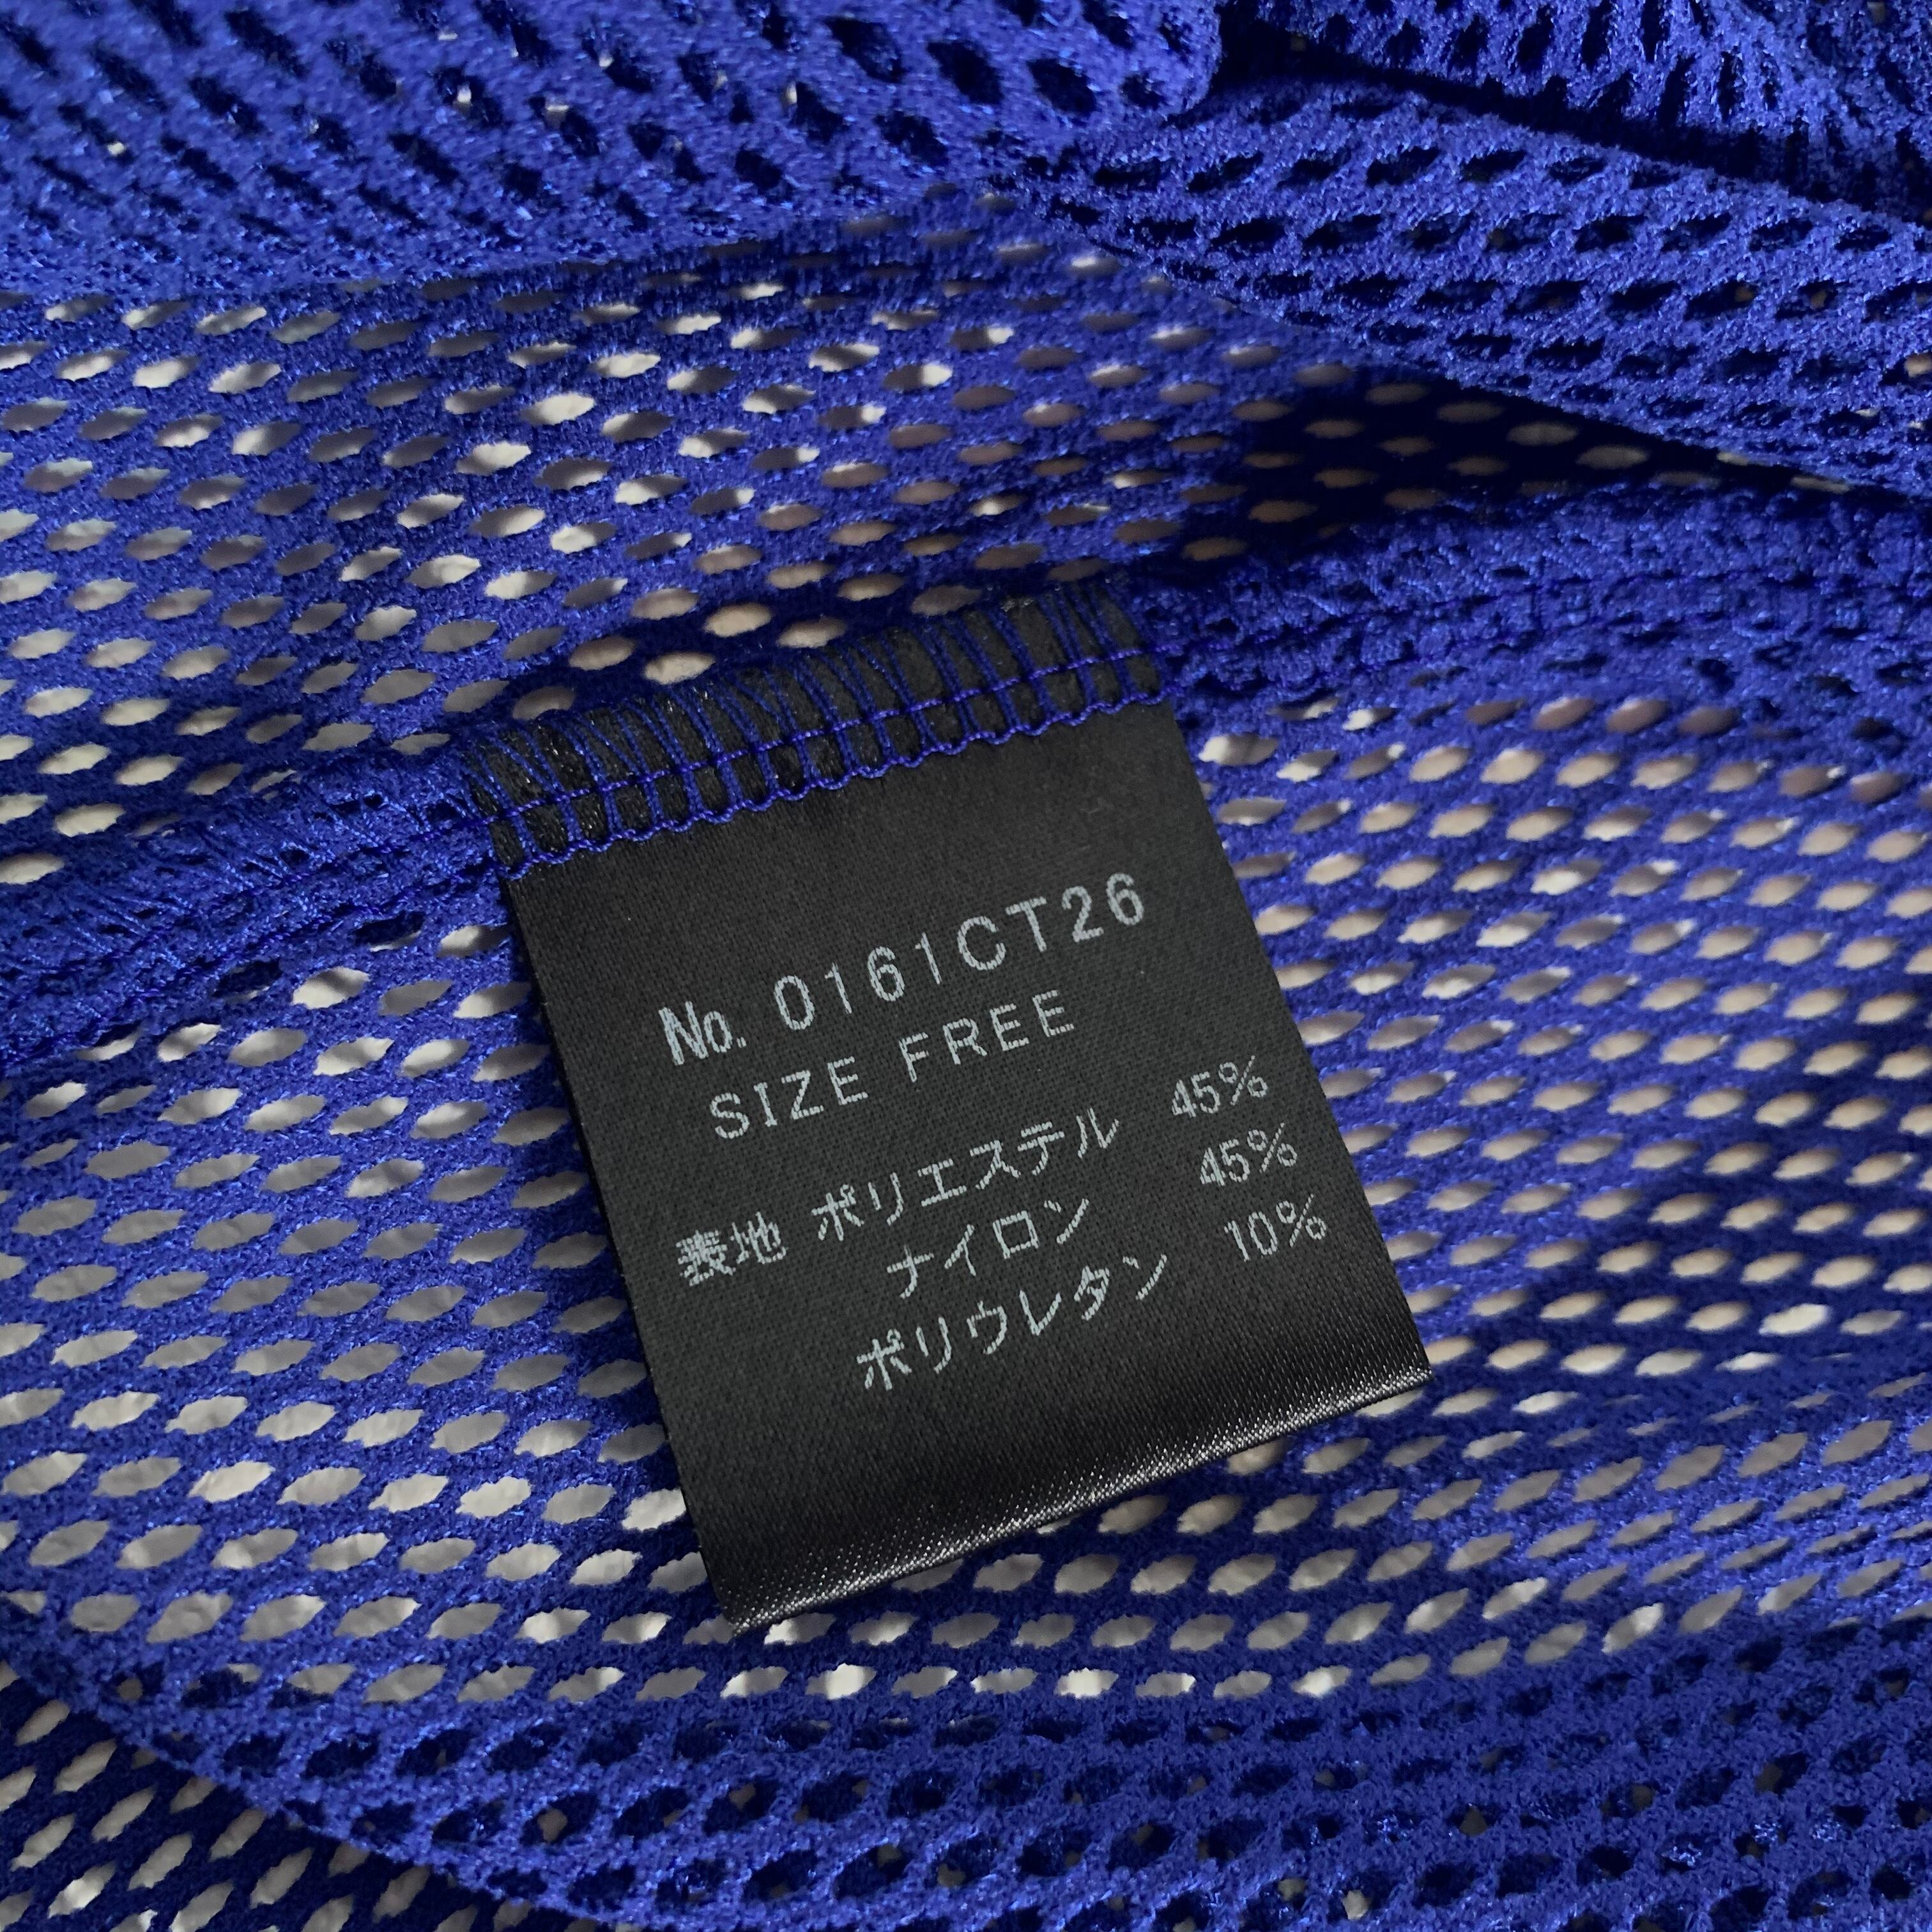 No. 0161CT26
SIZE FREE
表地 ポリエステル 45%
ナイロン 45%
ポリウレタン 10%